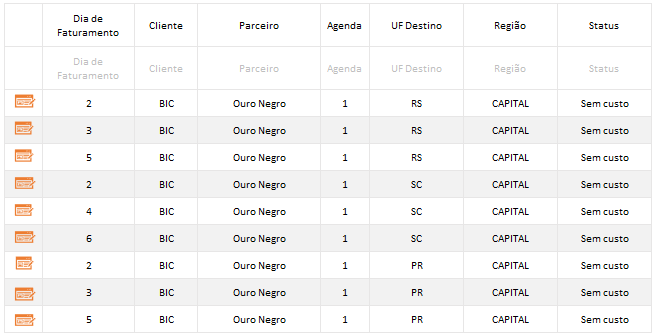 Dia de Faturamento Cliente Parceiro Agenda UF Destino Região Status
Dia de Faturamento Cliente Parceiro Agenda UF Destino Região Status
2 BIC Ouro Negro 1 RS CAPITAL Sem custo
3 BIC Ouro Negro 1 RS CAPITAL Sem custo
5 BIC Ouro Negro 1 RS CAPITAL Sem custo
2 BIC Ouro Negro 1 SC CAPITAL Sem custo
4 BIC Ouro Negro 1 SC CAPITAL Sem custo
6 BIC Ouro Negro 1 SC CAPITAL Sem custo
2 BIC Ouro Negro 1 PR CAPITAL Sem custo
3 BIC Ouro Negro 1 PR CAPITAL Sem custo
5 BIC Ouro Negro 1 PR CAPITAL Sem custo